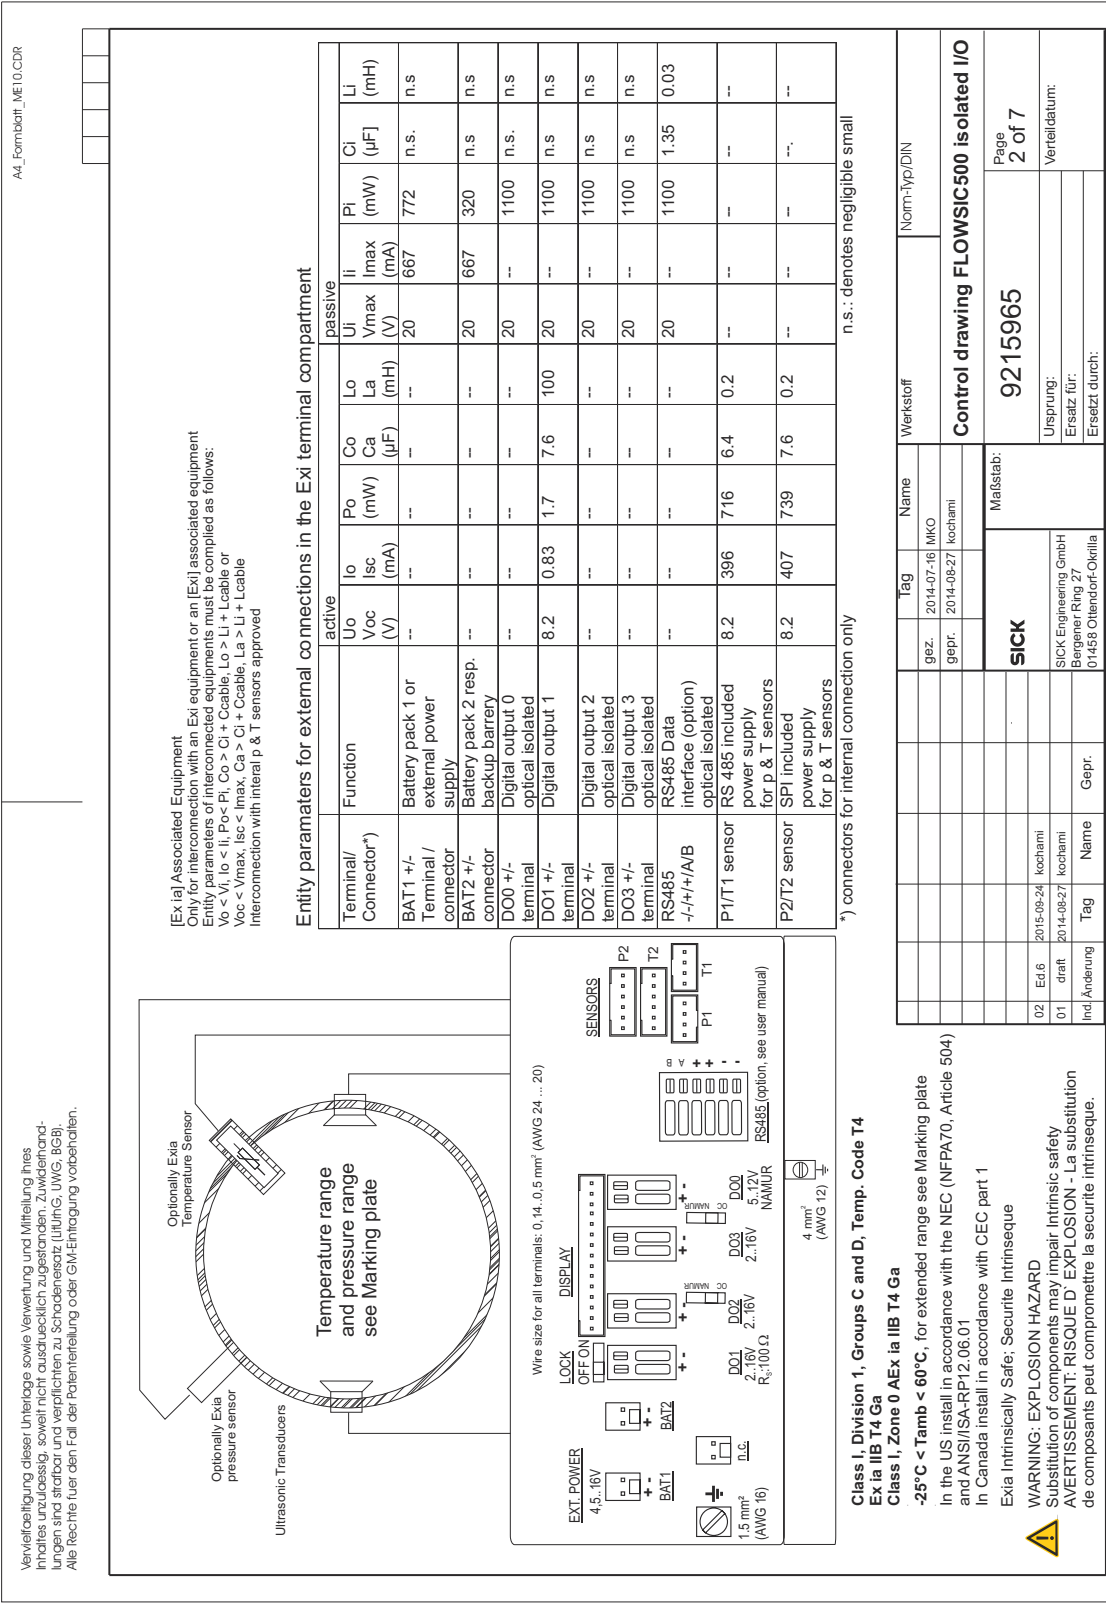 A4_Formblatt_ME10.CDR
Vervielfaeltigung dieser Unterlage sowie Verwertung und Mitteilung ihres
Inhaltes unzulaessig, soweit nicht ausdruecklich zugestanden. Zuwiderhand-
lungen sind strafbar und verpflichten zu Schadenersatz (LitUrhG, UWG, BGB).
Alle Rechte fuer den Fall der Patenterteilung oder GM-Eintragung vorbehalten.
Optionally Exia
Temperature Sensor
Optionally Exia
pressure sensor
Ultrasonic Transducers
Temperature range
and pressure range
see Marking plate
[Ex ia] Associated Equipment
Only for interconnection with an Exi equipment or an [Exi] associated equipment
Entity parameters of interconnected equipments must be complied as follows:
Vo < Vi, Io < Ii, Po< Pi, Co > Ci + Ccable, Lo > Li + Lcable or
Voc < Vmax, Isc < Imax, Ca > Ci + Ccable, La > Li + Lcable
Interconnection with interal p & T sensors approved
Entity paramaters for external connections in the Exi terminal compartment
active passive
Terminal/ Connector*) Function Uo Voc (V) Io Isc (mA) Po (mW) Co Ca (µF) Lo La (mH) Ui Vmax (V) Ii Imax (mA) Pi (mW) Ci (µF] Li (mH)
BAT1 +/- Terminal / connector Battery pack 1 or external power supply -- -- -- -- -- 20 667 772 n.s. n.s
BAT2 +/- connector Battery pack 2 resp. backup barrery -- -- -- -- -- 20 667 320 n.s n.s
DO0 +/- terminal Digital output 0 optical isolated -- -- -- -- -- 20 -- 1100 n.s. n.s
DO1 +/- terminal Digital output 1 8.2 0.83 1.7 7.6 100 20 -- 1100 n.s n.s
DO2 +/- terminal Digital output 2 optical isolated -- -- -- -- -- 20 -- 1100 n.s n.s
DO3 +/- terminal Digital output 3 optical isolated -- -- -- -- -- 20 -- 1100 n.s n.s
RS485 -/-/+/+/A/B RS485 Data interface (option) optical isolated -- -- -- -- -- 20 -- 1100 1.35 0.03
P1/T1 sensor RS 485 included power supply for p & T sensors 8.2 396 716 6.4 0.2 -- -- -- -- --
P2/T2 sensor SPI included power supply for p & T sensors 8.2 407 739 7.6 0.2 -- -- -- --. --
*) connectors for internal connection only n.s.: denotes negligible small
Wire size for all terminals: 0,14..0,5 mm² (AWG 24 ... 20)
EXT. POWER
4,5..16V
+ -
BAT1
+ -
BAT2
1.5 mm²
(AWG 16)
n.c.
LOCK
OFF ON
DISPLAY
+ -
DO1
2..16V
Rs:100 Ω
+ -
DO2
2..16V
NAMUR OC
+ -
DO3
2..16V
NAMUR OC
+ -
DO0
5..12V
NAMUR
B A + + - -
RS485 (option, see user manual)
SENSORS
P2
T2
P1
T1
4 mm²
(AWG 12)
Class I, Division 1, Groups C and D, Temp. Code T4
Ex ia IIB T4 Ga
Class I, Zone 0 AEx ia IIB T4 Ga
-25°C < Tamb < 60°C, for extended range see Marking plate
In the US install in accordance with the NEC (NFPA70, Article 504)
and ANSI/ISA-RP12.06.01
In Canada install in accordance with CEC part 1
Exia Intrinsically Safe; Securite Intrinseque
WARNING: EXPLOSION HAZARD
Substitution of components may impair Intrinsic safety
AVERTISSEMENT: RISQUE D` EXPLOSION - La substitution
de composants peut compromettre la securite intrinseque.
02 Ed.6 2015-09-24 kochami
01 draft 2014-08-27 kochami
Ind. Änderung Tag Name Gepr.
Tag Name
gez. 2014-07-16 MKO
gepr. 2014-08-27 kochami
SICK
SICK Engineering GmbH
Bergener Ring 27
01458 Ottendorf-Okrilla
Maßstab:
Werkstoff
Norm-Typ/DIN
Control drawing FLOWSIC500 isolated I/O
9215965
Page
2 of 7
Ursprung:
Ersatz für:
Ersetzt durch:
Verteildatum: